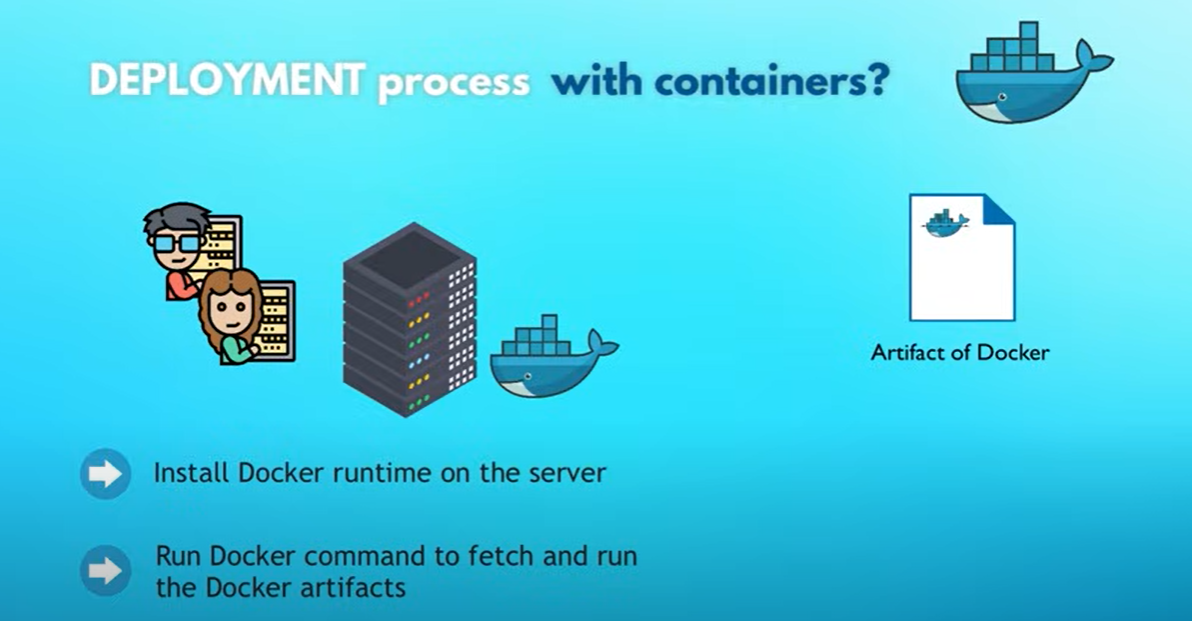 DEPLOYMENT process with containers?
Artifact of Docker
Install Docker runtime on the server
Run Docker command to fetch and run
the Docker artifacts